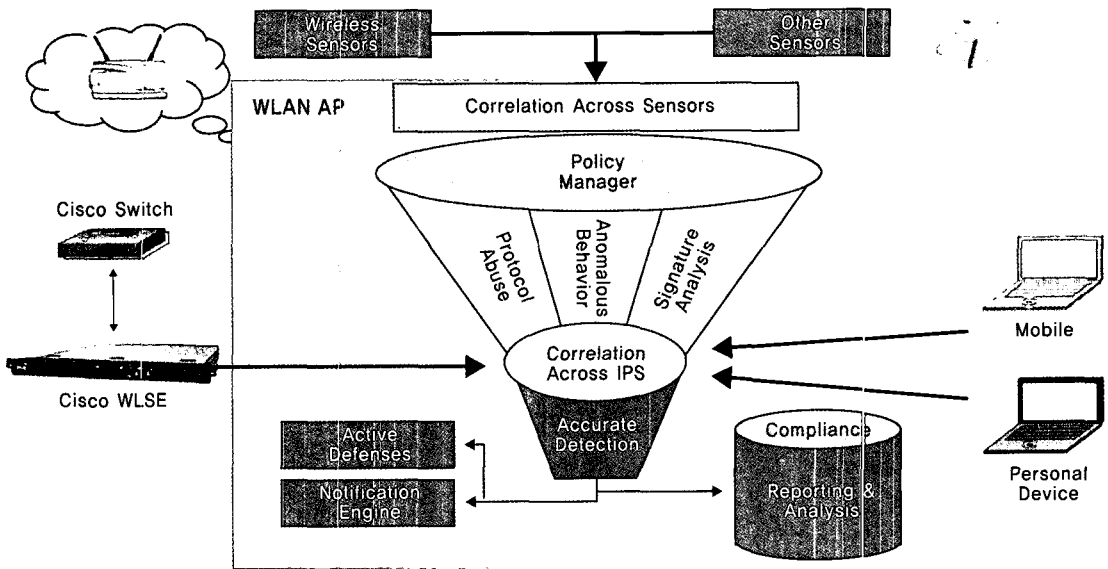 Wireless
Sensors
Other
Sensors
WLAN AP
Correlation Across Sensors
Policy
Manager
Cisco Switch
Protocol
Abuse
Anomalous
Behavior
Signature
Analysis
Mobile
Correlation
Across IPS
Cisco WLSE
Accurate
Detection
Active
Defenses
Compliance
Notification
Engine
Reporting &
Analysis
Personal
Device